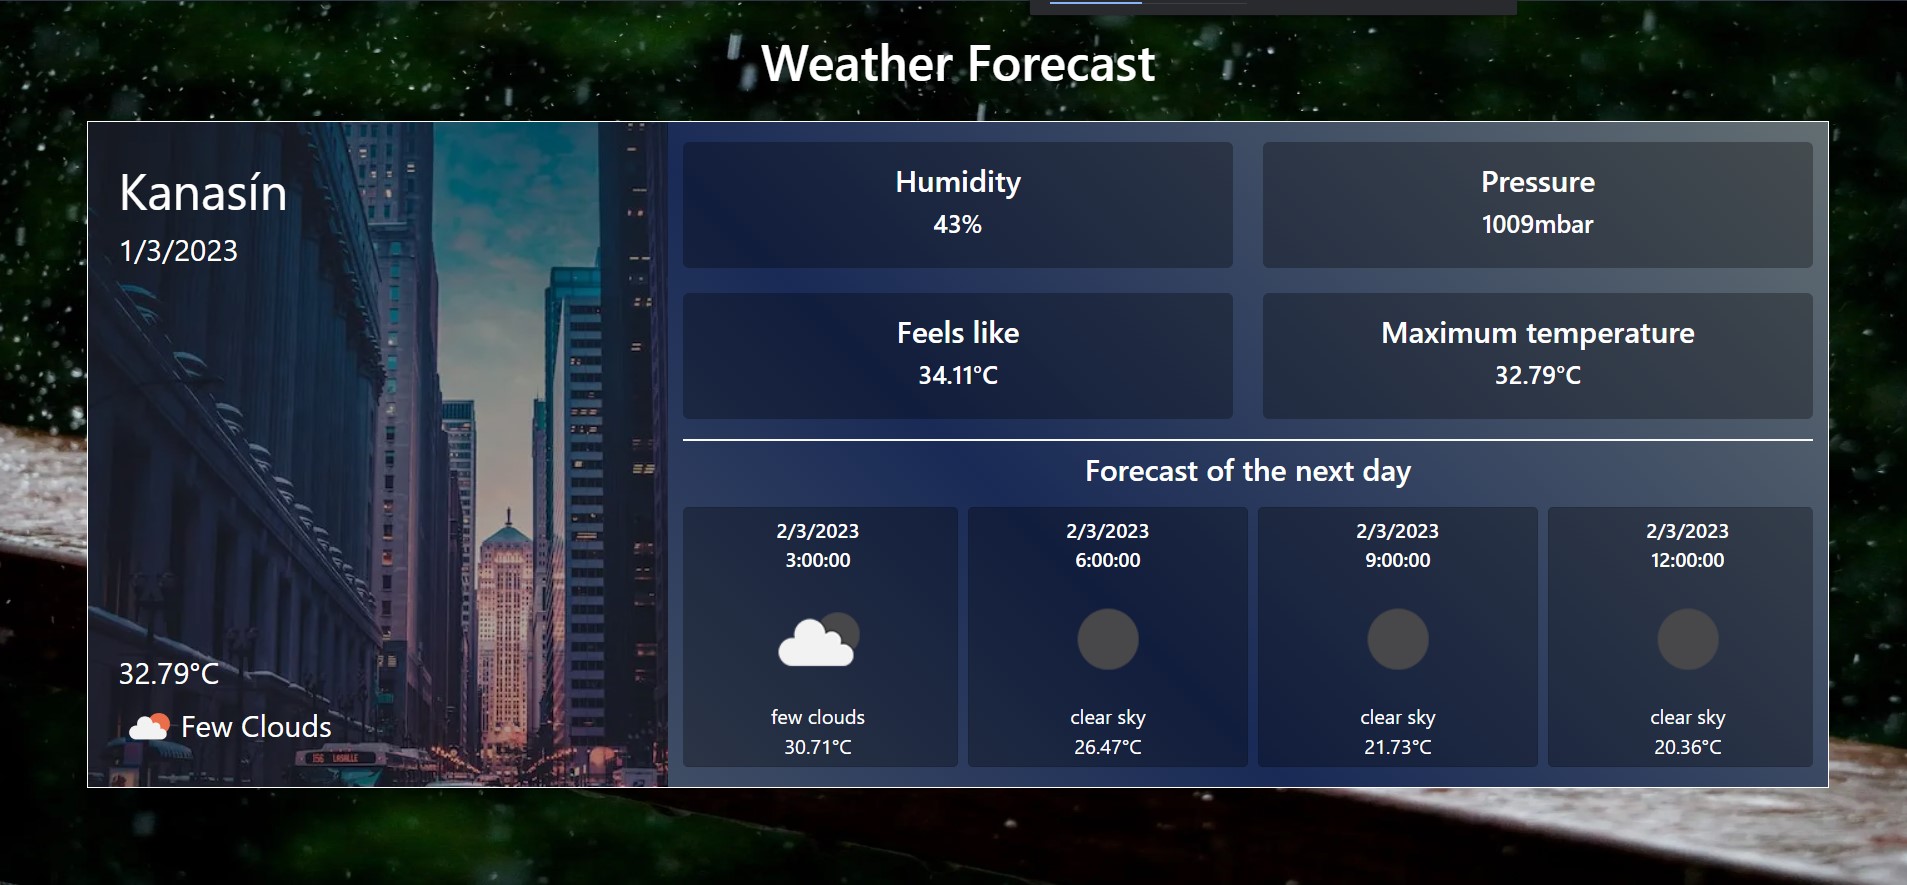 Weather Forecast
Kanasín
1/3/2023
32.79°C
Few Clouds
156 LASALLE
Humidity
43%
Pressure
1009mbar
Feels like
34.11°C
Maximum temperature
32.79°C
Forecast of the next day
2/3/2023
3:00:00
few clouds
30.71°C
2/3/2023
6:00:00
clear sky
26.47°C
2/3/2023
9:00:00
clear sky
21.73°C
2/3/2023
12:00:00
clear sky
20.36°C